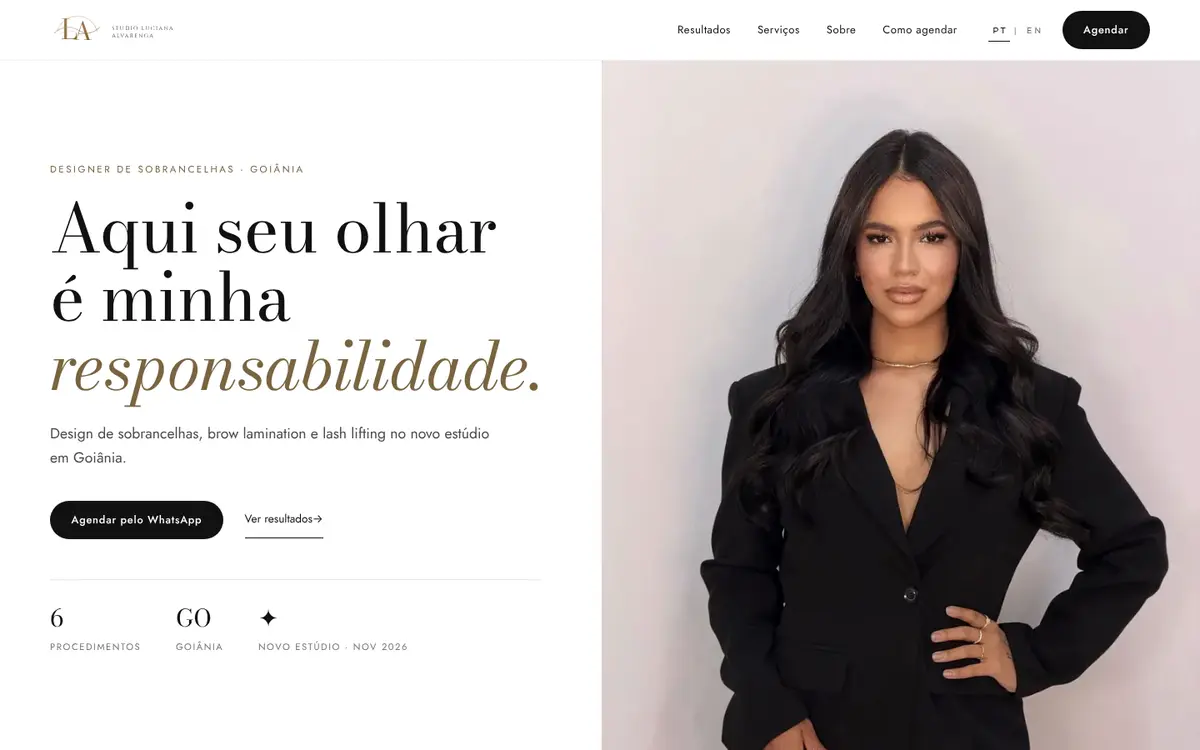 LA
STUDIO LUCIANA
ALVARENGA
Resultados Serviços Sobre Como agendar PT | EN Agendar
DESIGNER DE SOBRANCELHAS · GOIÂNIA
Aqui seu olhar
é minha
responsabilidade.
Design de sobrancelhas, brow lamination e lash lifting no novo estúdio
em Goiânia.
Agendar pelo WhatsApp Ver resultados→
6 GO ✦
PROCEDIMENTOS GOIÂNIA NOVO ESTÚDIO · NOV 2026